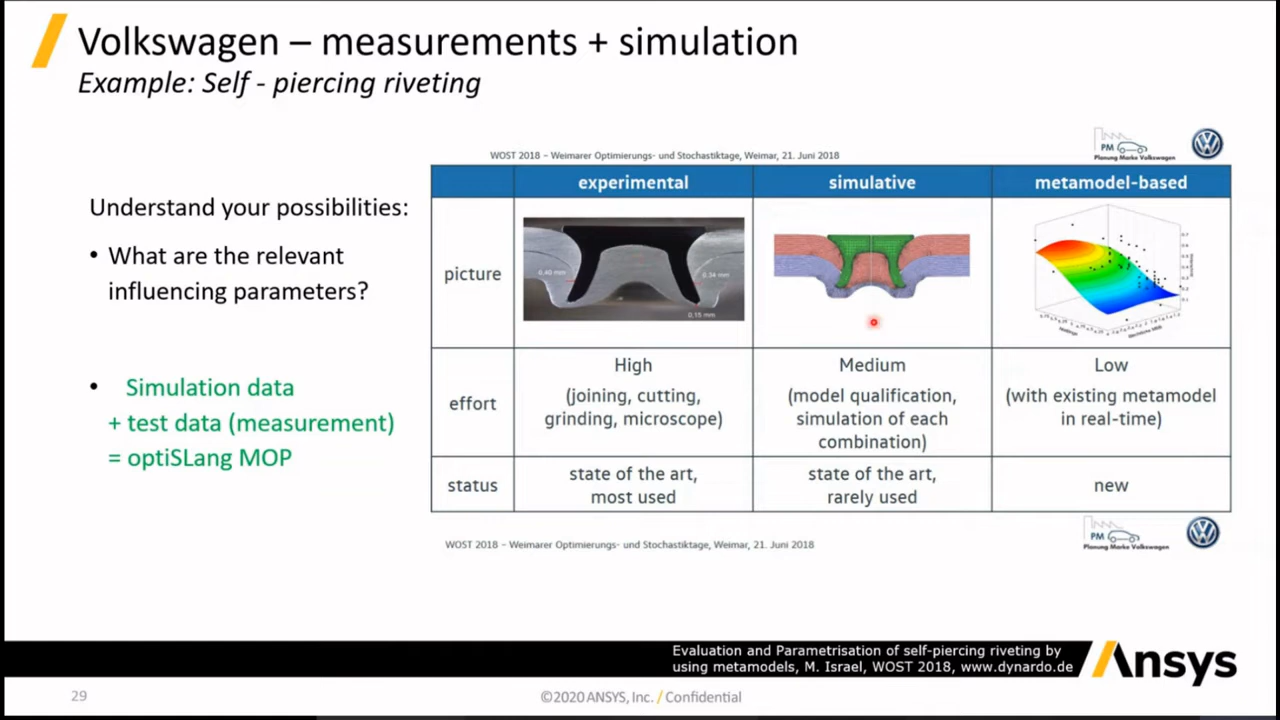 Volkswagen – measurements + simulation
Example: Self - piercing riveting
WOST 2018 – Weimarer Optimierungs- und Stochastiktage, Weimar, 21. Juni 2018
PM
Planung Marke Volkswagen
Understand your possibilities:
• What are the relevant
influencing parameters?
• Simulation data
+ test data (measurement)
= optiSLang MOP
experimental simulative metamodel-based
picture
0,40 mm
0,34 mm
0,15 mm
effort
High
(joining, cutting,
grinding, microscope)
Medium
(model qualification,
simulation of each
combination)
Low
(with existing metamodel
in real-time)
status
state of the art,
most used
state of the art,
rarely used
new
WOST 2018 – Weimarer Optimierungs- und Stochastiktage, Weimar, 21. Juni 2018
PM
Planung Marke Volkswagen
Evaluation and Parametrisation of self-piercing riveting by
using metamodels, M. Israel, WOST 2018, www.dynardo.de
Ansys
29
©2020 ANSYS, Inc. / Confidential